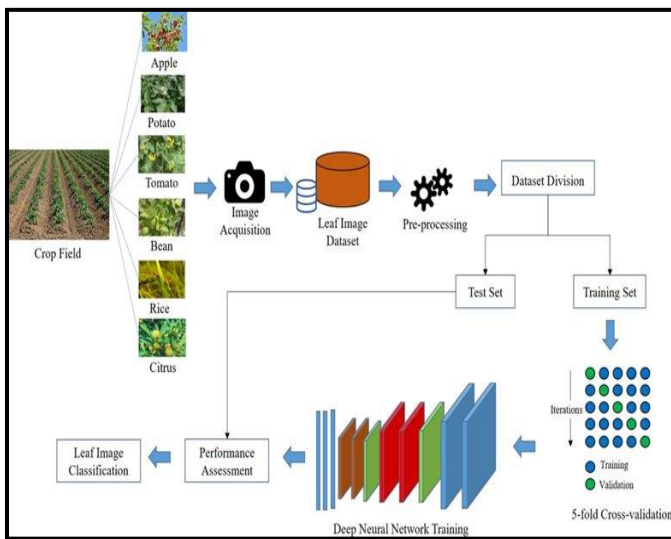 Apple
Potato
Tomato
Bean
Rice
Citrus
Crop Field
Image
Acquisition
Leaf Image
Dataset
Pre-processing
Dataset Division
Test Set
Training Set
Iterations
Training
Validation
5-fold Cross-validation
Deep Neural Network Training
Performance
Assessment
Leaf Image
Classification